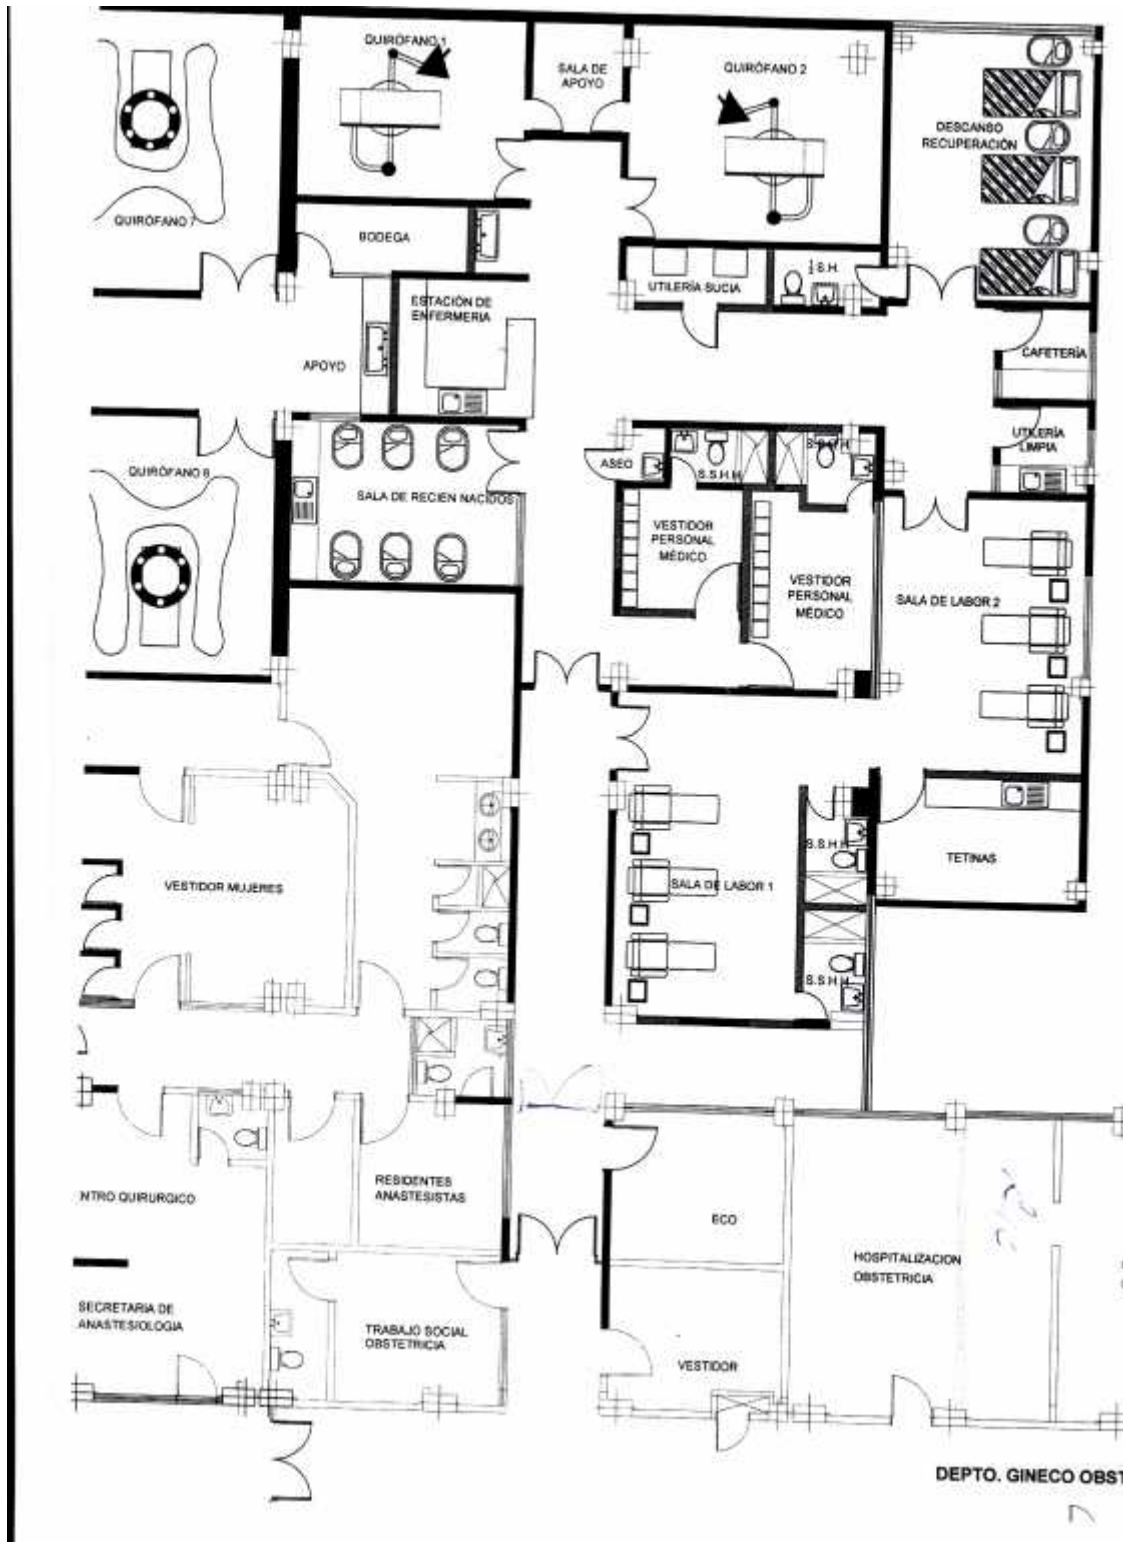 QUIRÓFANO 1
SALA DE
APOYO
QUIRÓFANO 2
DESCANSO
RECUPERACIÓN
QUIRÓFANO 7
BODEGA
UTILERÍA SUCIA
½ S.H.
ESTACIÓN DE
ENFERMERIA
APOYO
CAFETERÍA
QUIRÓFANO 8
SALA DE RECIEN NACIDOS
ASEO
S.S.H.H.
S.S.H.H.
UTILERÍA
LIMPIA
VESTIDOR
PERSONAL
MÉDICO
VESTIDOR
PERSONAL
MÉDICO
SALA DE LABOR 2
VESTIDOR MUJERES
SALA DE LABOR 1
S.S.H.H.
TETINAS
S.S.H.H.
NTRO QUIRURGICO
RESIDENTES
ANASTESISTAS
ECO
HOSPITALIZACION
OBSTETRICIA
SECRETARIA DE
ANASTESIOLOGIA
TRABAJO SOCIAL
OBSTETRICIA
VESTIDOR
DEPTO. GINECO OBST